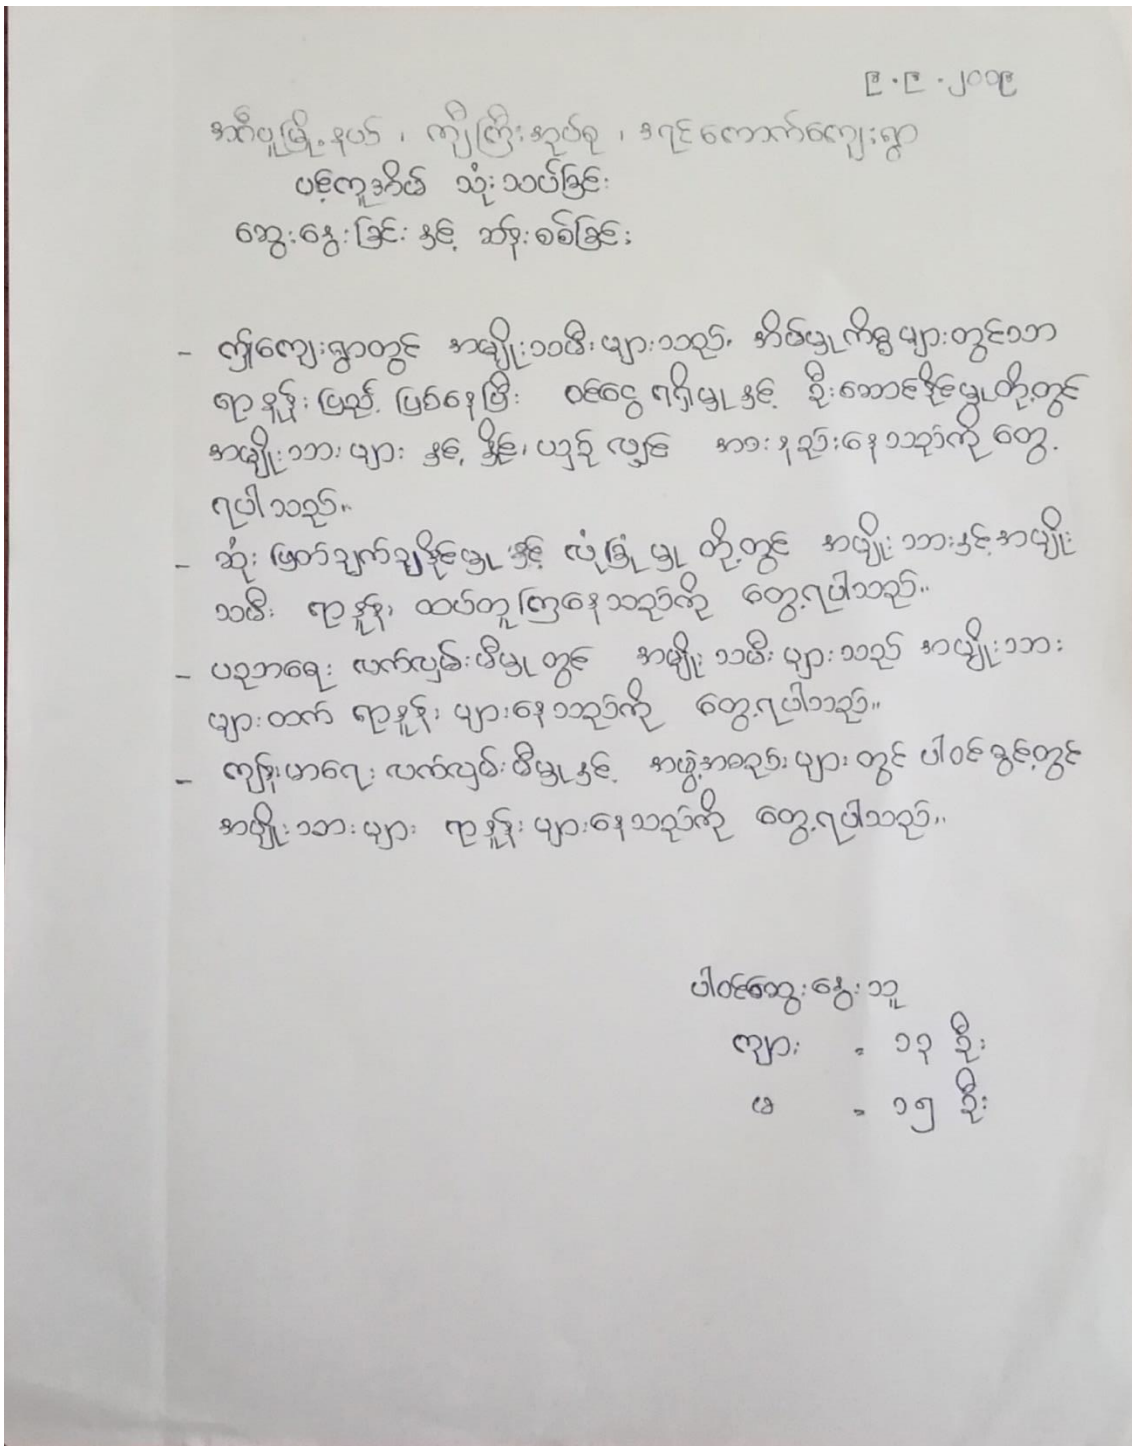 ၉.၉.၂၀၁၉
အင်္ဂပူမြို့နယ်၊ ကျီကြီးအုပ်စု၊ ဒရင်ကောက်ကျေးရွာ
ပင့်ကူအိမ် သုံးသပ်ခြင်း
ဆွေးနွေးခြင်းနှင့် ဆန်းစစ်ခြင်း
- ဤကျေးရွာတွင် အမျိုးသမီးများသည်၊ အိမ်မှုကိစ္စများတွင်သာ
ရာနှုန်းပြည့် ဖြစ်နေပြီး ဝင်ငွေရရှိမှုနှင့် ဦးဆောင်နိုင်မှုတို့တွင်
အမျိုးသားများ နှင့် နှိုင်းယှဉ်လျှင် အားနည်းနေသည်ကို တွေ့
ရပါသည်။
- ဆုံးဖြတ်ချက်ချနိုင်မှုနှင့် လုံခြုံမှု တို့တွင် အမျိုးသားနှင့်အမျိုး
သမီး ရာနှုန်း ထပ်တူကြနေသည်ကို တွေ့ရပါသည်။
- ပညာရေး လက်လှမ်းမီမှုတွင် အမျိုးသမီးများသည် အမျိုးသား
များထက် ရာနှုန်း များနေသည်ကို တွေ့ရပါသည်။
- ကျန်းမာရေး လက်လှမ်းမီမှုနှင့် အဖွဲ့အစည်းများတွင် ပါဝင်ခွင့်တွင်
အမျိုးသားများ ရာနှုန်းများနေသည်ကို တွေ့ရပါသည်။
ပါဝင်ဆွေးနွေးသူ
ကျား = ၁၃ ဦး
မ = ၁၅ ဦး